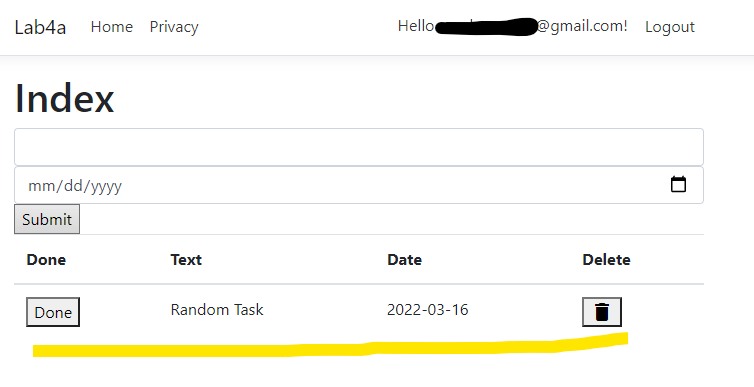 Lab4a Home Privacy Hello @gmail.com! Logout
Index
mm/dd/yyyy
Submit
Done Text Date Delete
Done Random Task 2022-03-16